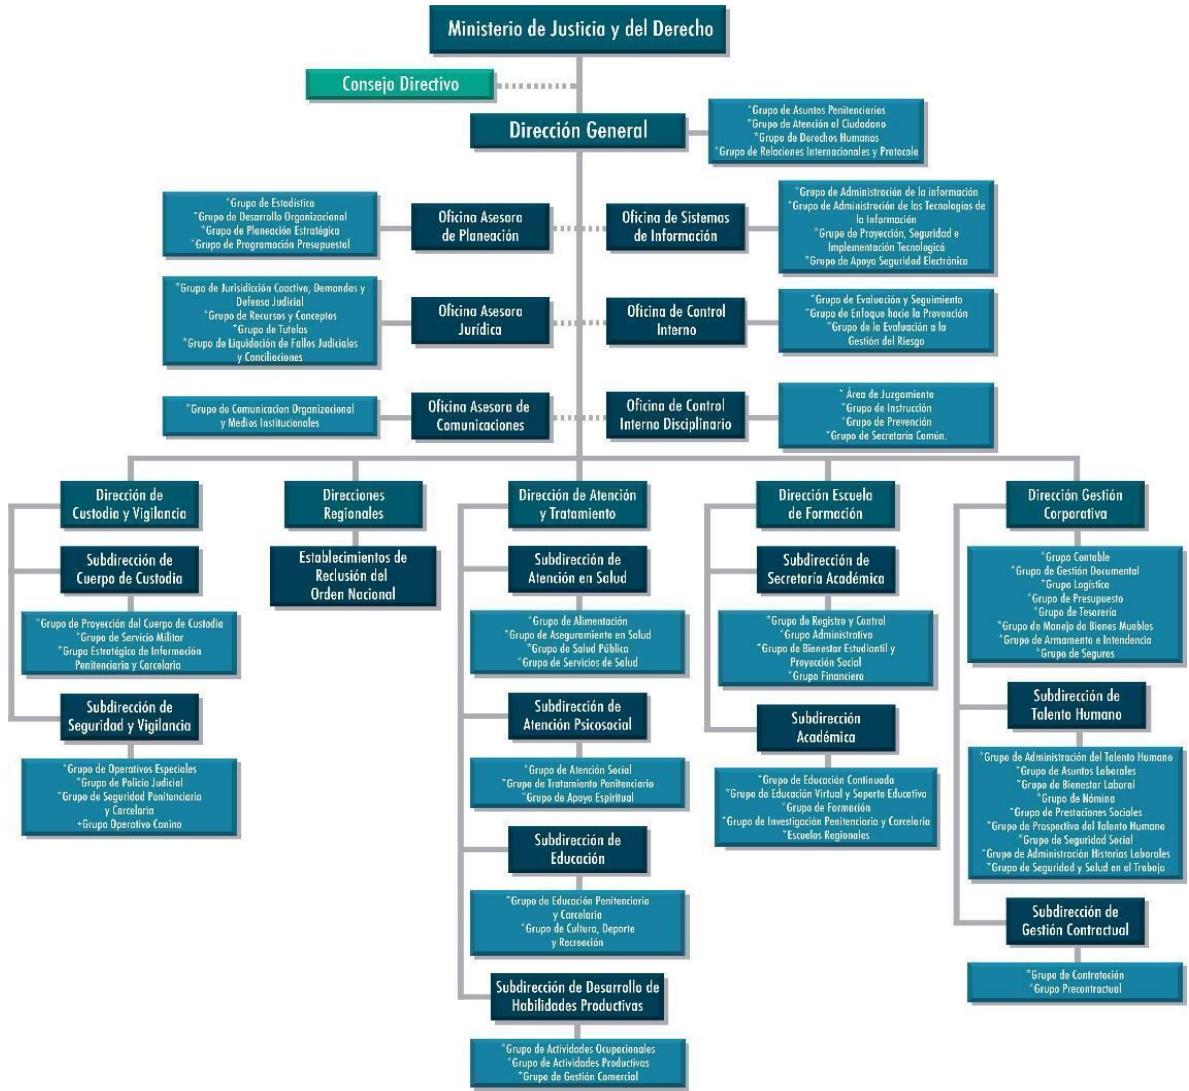 Ministerio de Justicia y del Derecho
Consejo Directivo
Dirección General
*Grupo de Asuntos Penitenciarios
*Grupo de Atención al Ciudadano
*Grupo de Derechos Humanos
*Grupo de Relaciones Internacionales y Protocolo
*Grupo de Estadística
*Grupo de Desarrollo Organizacional
*Grupo de Planeación Estratégica
*Grupo de Programación Presupuestal
Oficina Asesora
de Planeación
Oficina de Sistemas
de Información
*Grupo de Administración de la información
*Grupo de Administración de las Tecnologías de
la Información
*Grupo de Proyección, Seguridad e
Implementación Tecnologicá
*Grupo de Apoyo Seguridad Electrónica
*Grupo de Jurisidicción Coactiva, Demandas y
Defensa Judicial
*Grupo de Recursos y Conceptos
*Grupo de Tutelas
*Grupo de Liquidación de Fallos Judiciales
y Conciliaciones
Oficina Asesora
Jurídica
Oficina de Control
Interno
*Grupo de Evaluación y Seguimiento
*Grupo de Enfoque hacia la Prevención
*Grupo de la Evaluación a la
Gestión del Riesgo
*Grupo de Comunicacion Organizacional
y Medios Institucionales
Oficina Asesora de
Comunicaciones
Oficina de Control
Interno Disciplinario
* Área de Juzgamiento
*Grupo de Instrucción
*Grupo de Prevención
*Grupo de Secretaría Común.
Dirección de
Custodia y Vigilancia
Subdirección de
Cuerpo de Custodia
*Grupo de Proyección del Cuerpo de Custodia
*Grupo de Servicio Militar
*Grupo Estratégico de Información
Penitenciaria y Carcelaria
Subdirección de
Seguridad y Vigilancia
*Grupo de Operativos Especiales
*Grupo de Policía Judicial
*Grupo de Seguridad Penitenciaria
y Carcelaria
+Grupo Operativo Canino
Direcciones
Regionales
Establecimientos de
Reclusión del
Orden Nacional
Dirección de Atención
y Tratamiento
Subdirección de
Atención en Salud
*Grupo de Alimentación
*Grupo de Aseguramiento en Salud
*Grupo de Salud Pública
*Grupo de Servicios de Salud
Subdirección de
Atención Psicosocial
*Grupo de Atención Social
*Grupo de Tratamiento Penitenciario
*Grupo de Apoyo Espiritual
Subdirección de
Educación
*Grupo de Educación Penitenciaria
y Carcelaria
*Grupo de Cultura, Deporte
y Recreación
Subdirección de Desarrollo de
Habilidades Productivas
*Grupo de Actividades Ocupacionales
*Grupo de Actividades Productivas
*Grupo de Gestión Comercial
Dirección Escuela
de Formación
Subdirección de
Secretaría Académica
*Grupo de Registro y Control
*Grupo Administrativo
*Grupo de Bienestar Estudiantil y
Proyección Social
*Grupo Financiero
Subdirección
Académica
*Grupo de Educación Continuada
*Grupo de Educación Virtual y Soporte Educativo
*Grupo de Formación
*Grupo de Investigación Penitenciaria y Carcelaria
*Escuelas Regionales
Dirección Gestión
Corporativa
*Grupo Contable
*Grupo de Gestión Documental
*Grupo Logística
*Grupo de Presupuesto
*Grupo de Tesorería
*Grupo de Manejo de Bienes Muebles
*Grupo de Armamento e Intendencia
*Grupo de Seguros
Subdirección de
Talento Humano
*Grupo de Administración del Talento Humano
*Grupo de Asuntos Laborales
*Grupo de Bienestar Laboral
*Grupo de Nómina
*Grupo de Prestaciones Sociales
*Grupo de Prospectiva del Talento Humano
*Grupo de Seguridad Social
*Grupo de Administración Historias Laborales
*Grupo de Seguridad y Salud en el Trabajo
Subdirección de
Gestión Contractual
*Grupo de Contratación
*Grupo Precontractual